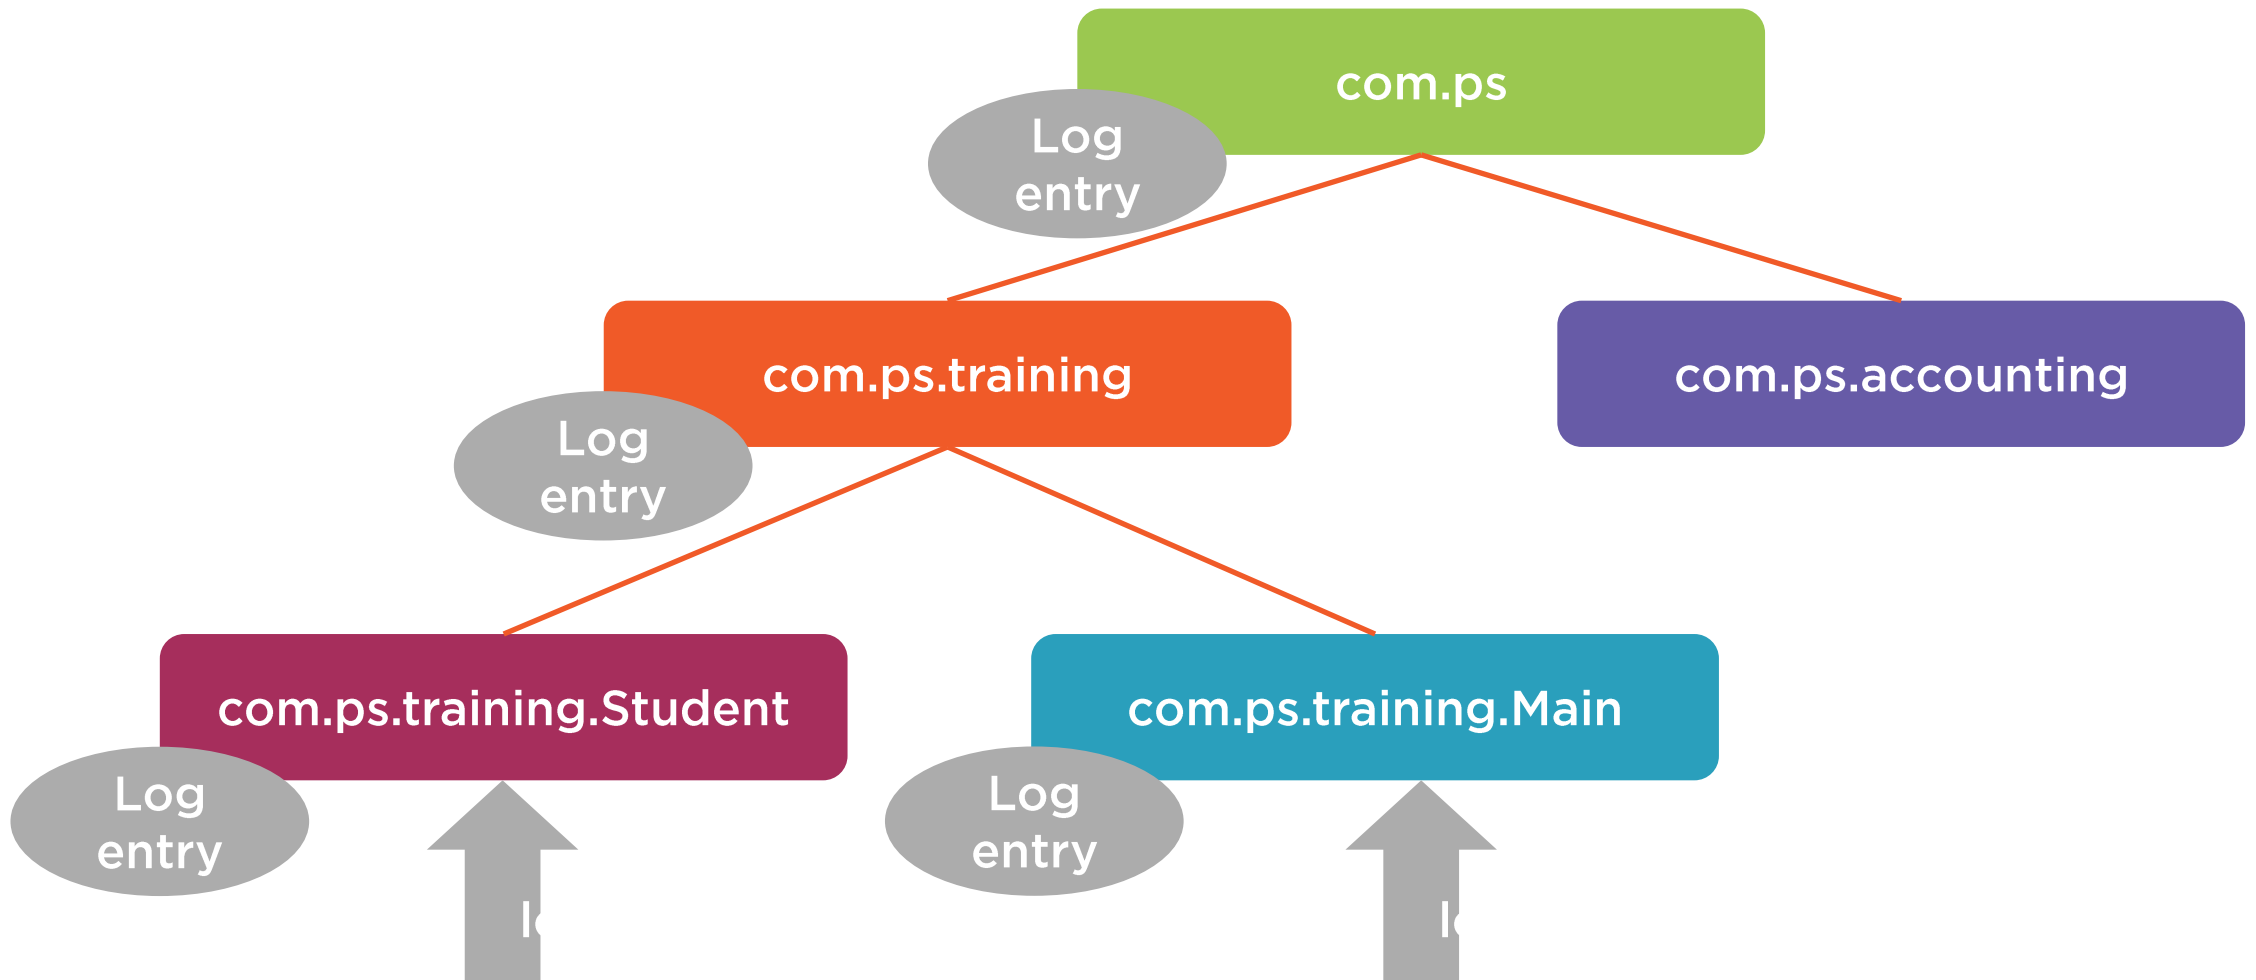 com.ps
Log
entry
com.ps.training
com.ps.accounting
Log
entry
com.ps.training.Student
com.ps.training.Main
Log
entry
Log
entry